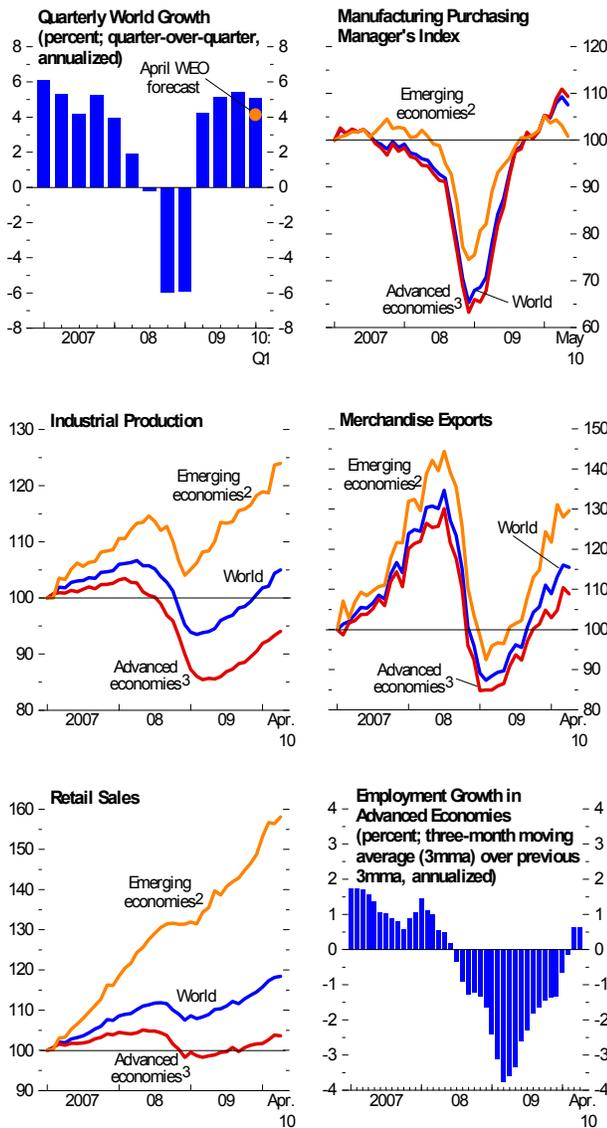 Quarterly World Growth
(percent; quarter-over-quarter,
annualized)
8
6
4
2
0
-2
-4
-6
-8
April WEO
forecast
8
6
4
2
0
-2
-4
-6
-8
2007 08 09 10:
Q1
Manufacturing Purchasing
Manager's Index
Emerging
economies2
Advanced
economies3
World
120
110
100
90
80
70
60
2007 08 09 May
10
Industrial Production
130
120
110
100
90
80
Emerging
economies2
World
Advanced
economies3
2007 08 09 Apr.
10
Merchandise Exports
Emerging
economies2
World
Advanced
economies3
150
140
130
120
110
100
90
80
2007 08 09 Apr.
10
Retail Sales
160
150
140
130
120
110
100
90
Emerging
economies2
World
Advanced
economies3
2007 08 09 Apr.
10
Employment Growth in
Advanced Economies
(percent; three-month moving
average (3mma) over previous
3mma, annualized)
4
3
2
1
0
-1
-2
-3
-4
4
3
2
1
0
-1
-2
-3
-4
2007 08 09 Apr.
10